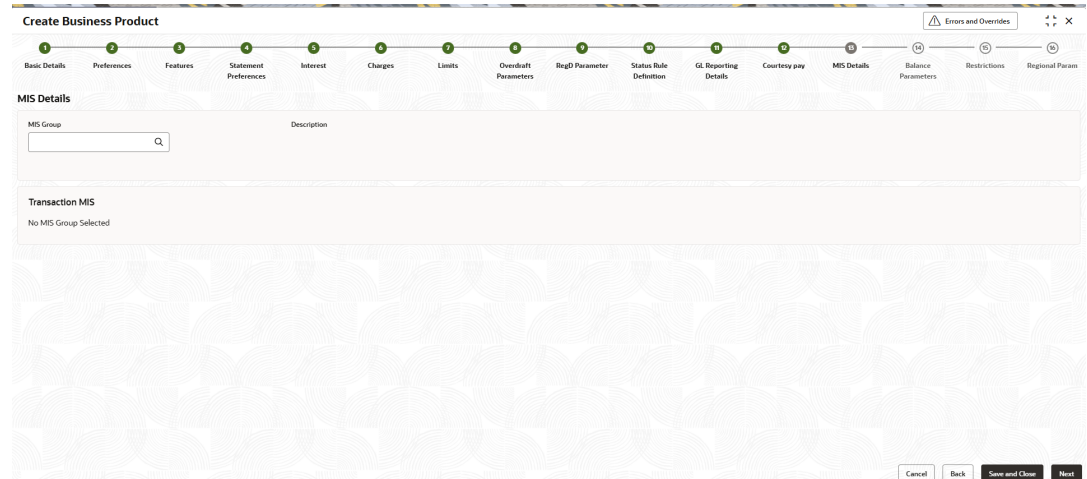 Create Business Product
Errors and Overrides
1 2 3 4 5 6 7 8 9 10 11 12 13 14 15 16
Basic Details Preferences Features Statement Preferences Interest Charges Limits Overdraft Parameters RegD Parameter Status Rule Definition GL Reporting Details Courtesy pay MIS Details Balance Parameters Restrictions Regional Param
MIS Details
MIS Group Description
Transaction MIS
No MIS Group Selected
Cancel Back Save and Close Next